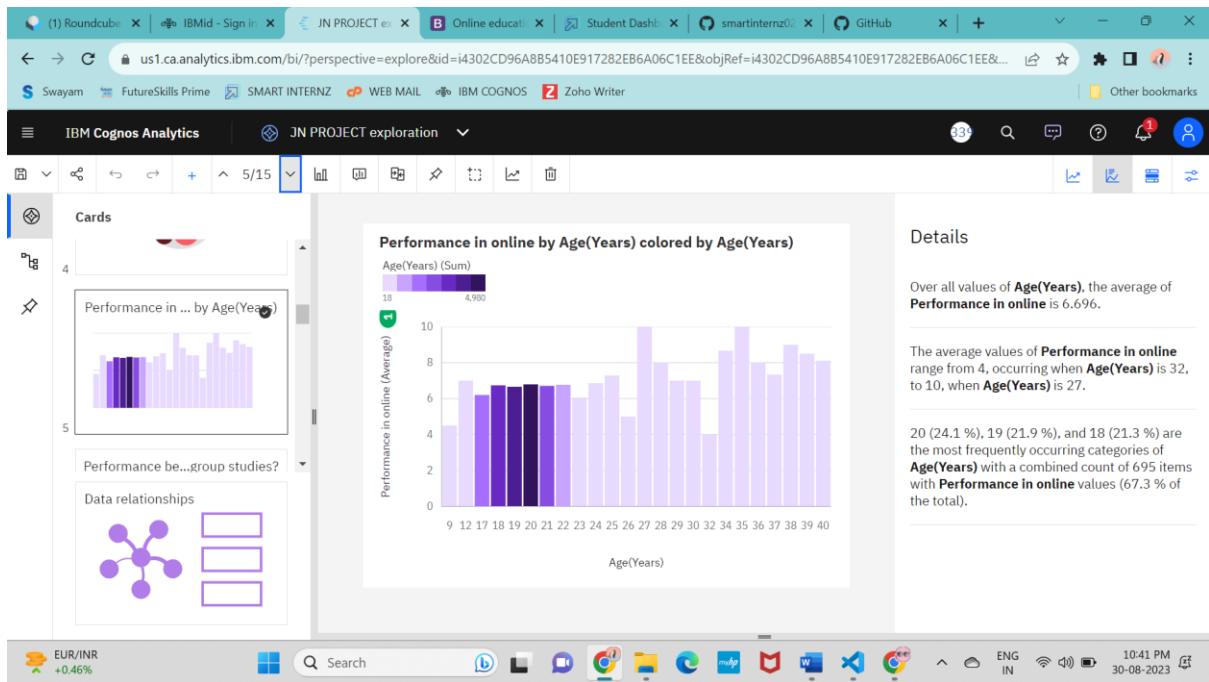 (1) Roundcube
IBMid - Sign in
JN PROJECT ex
B Online educati
Student Dashb
smartinternz02
GitHub
us1.ca.analytics.ibm.com/bi/?perspective=explore&id=i4302CD96A8B5410E917282EB6A06C1EE&objRef=i4302CD96A8B5410E917282EB6A06C1EE&...
Swayam FutureSkills Prime SMART INTERNZ WEB MAIL IBM COGNOS Zoho Writer Other bookmarks
IBM Cognos Analytics JN PROJECT exploration 339 1
5/15
Cards
4
Performance in ... by Age(Years)
5
Performance be...group studies?
Data relationships
Performance in online by Age(Years) colored by Age(Years)
Age(Years) (Sum)
18 4,980
1
Performance in online (Average)
10
8
6
4
2
0
9 12 17 18 19 20 21 22 23 24 25 26 27 28 29 30 32 34 35 36 37 38 39 40
Age(Years)
Details
Over all values of Age(Years), the average of
Performance in online is 6.696.
The average values of Performance in online
range from 4, occurring when Age(Years) is 32,
to 10, when Age(Years) is 27.
20 (24.1 %), 19 (21.9 %), and 18 (21.3 %) are
the most frequently occurring categories of
Age(Years) with a combined count of 695 items
with Performance in online values (67.3 % of
the total).
EUR/INR
+0.46%
Search
ENG
IN
10:41 PM
30-08-2023